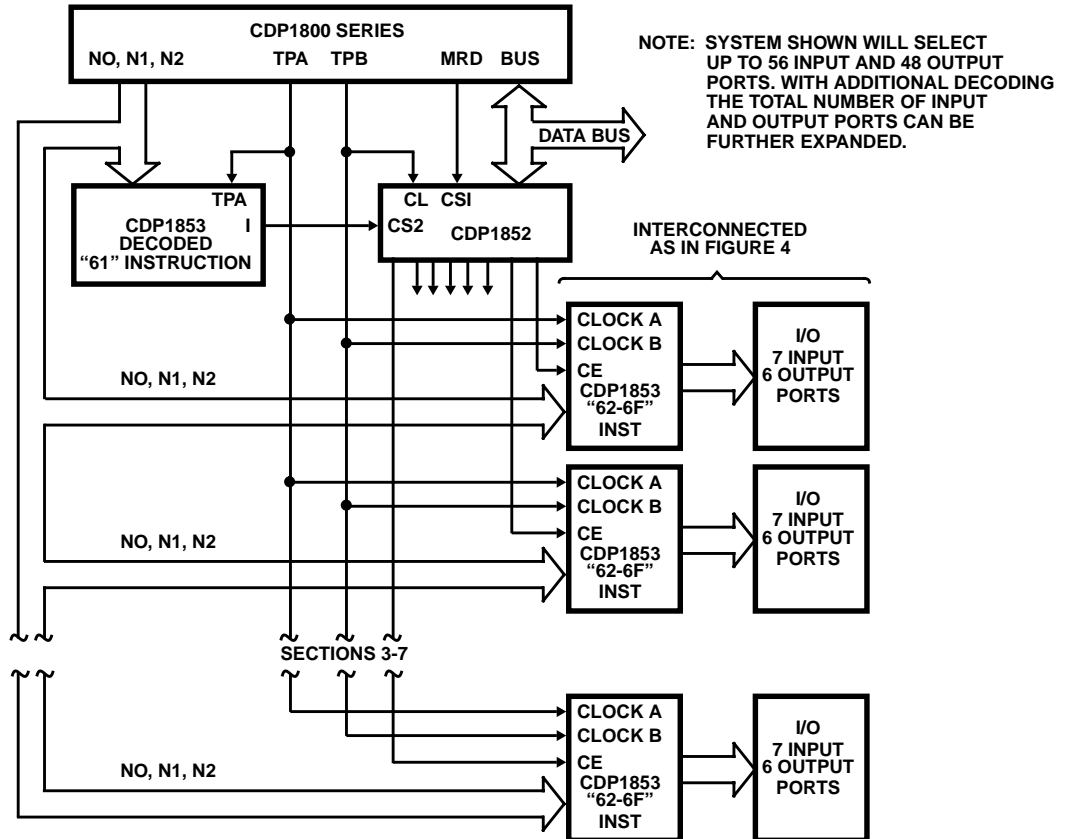 CDP1800 SERIES
NO, N1, N2 TPA TPB MRD BUS
NOTE: SYSTEM SHOWN WILL SELECT
UP TO 56 INPUT AND 48 OUTPUT
PORTS. WITH ADDITIONAL DECODING
THE TOTAL NUMBER OF INPUT
AND OUTPUT PORTS CAN BE
FURTHER EXPANDED.
DATA BUS
TPA
I
CDP1853
DECODED
“61” INSTRUCTION
CL CSI
CS2
CDP1852
INTERCONNECTED
AS IN FIGURE 4
CLOCK A
CLOCK B
CE
CDP1853
“62-6F”
INST
I/O
7 INPUT
6 OUTPUT
PORTS
NO, N1, N2
CLOCK A
CLOCK B
CE
CDP1853
“62-6F”
INST
I/O
7 INPUT
6 OUTPUT
PORTS
NO, N1, N2
SECTIONS 3-7
CLOCK A
CLOCK B
CE
CDP1853
“62-6F”
INST
I/O
7 INPUT
6 OUTPUT
PORTS
NO, N1, N2